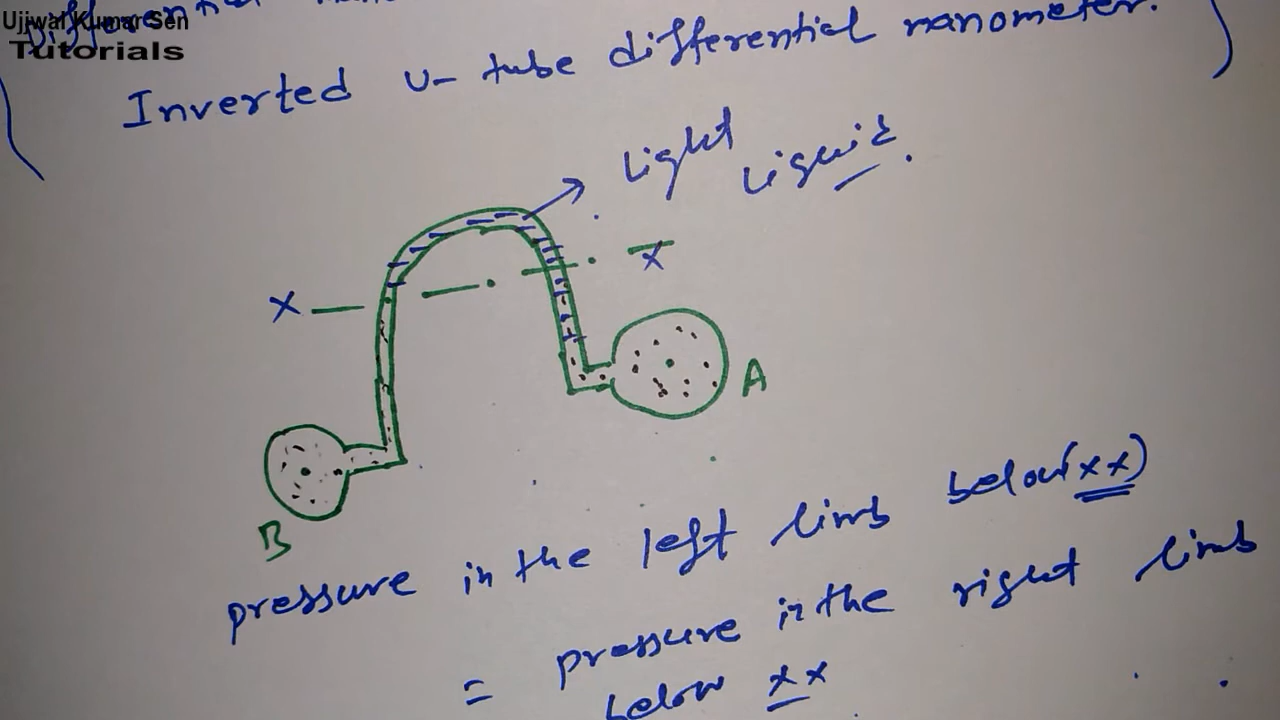 Ujjwal Kumar Sen
Tutorials
Differential
Inverted U- tube differential manometer.
Light
Liquid.
X
X
A
B
pressure in the left limb below (xx)
= pressure in the right limb
below xx